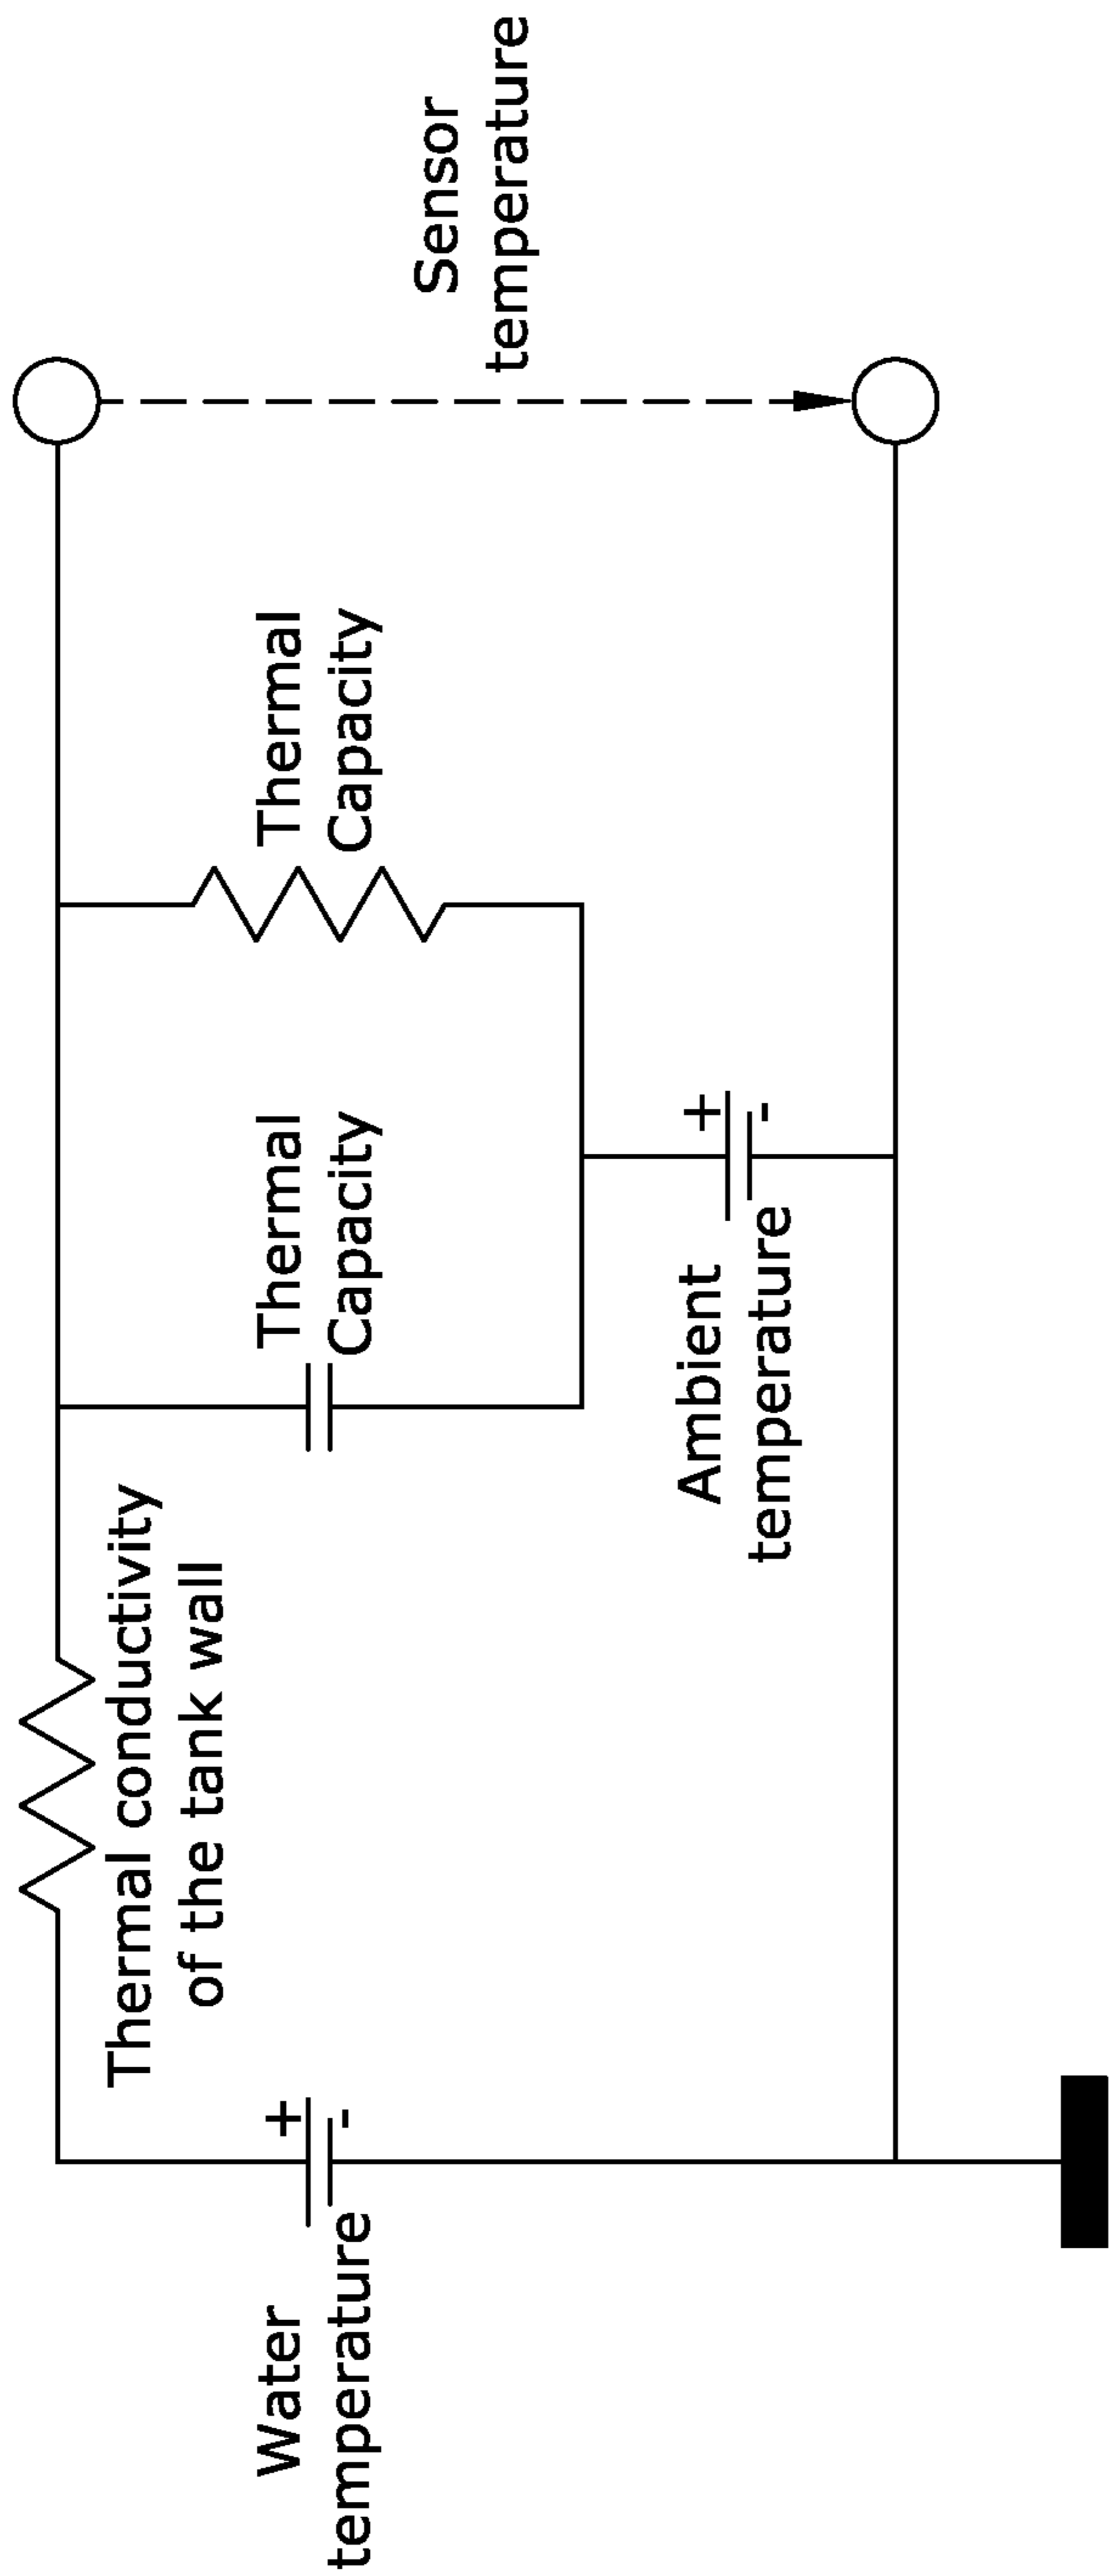 Thermal conductivity
of the tank wall
Water
temperature
+
-
Thermal
Capacity
Thermal
Capacity
Ambient
temperature
+
-
Sensor
temperature